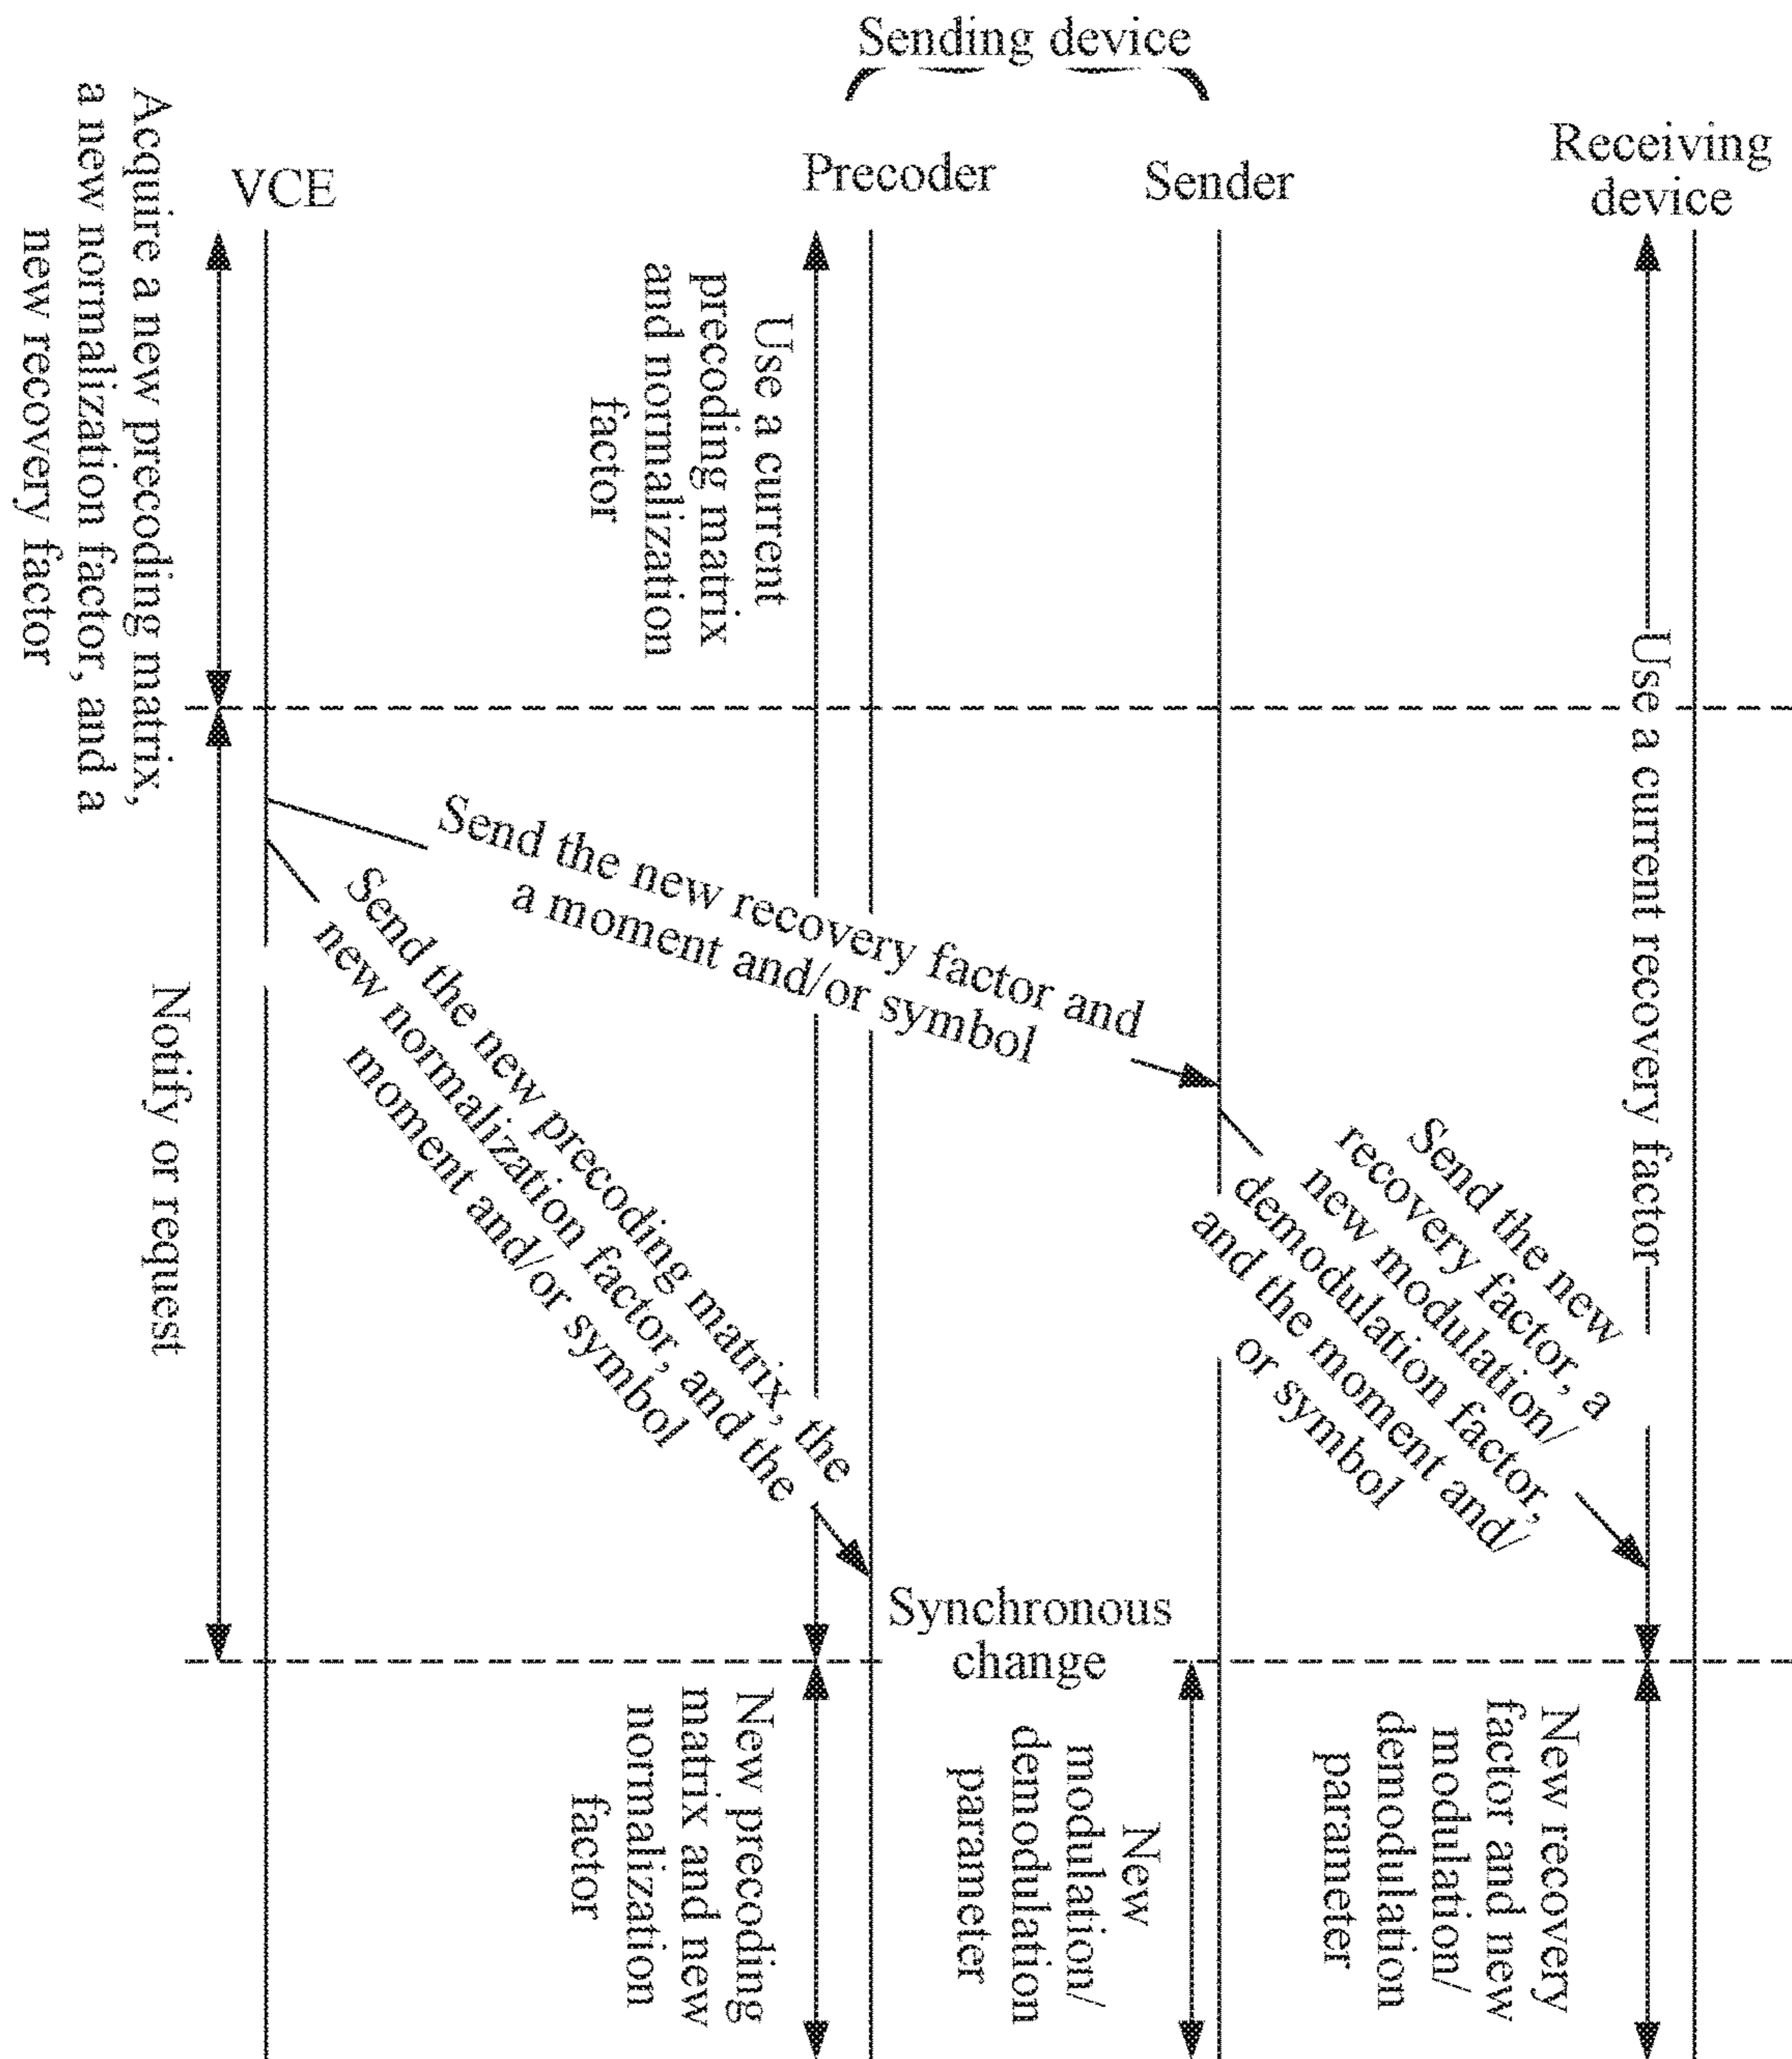 Sending device
VCE
Precoder
Sender
Receiving
device
Acquire a new precoding matrix,
a new normalization factor, and a
new recovery factor
Use a current
precoding matrix
and normalization
factor
Use a current recovery factor
Notify or request
Send the new recovery factor and
a moment and/or symbol
Send the new precoding matrix, the
new normalization factor, and the
moment and/or symbol
Send the new
recovery factor, a
new modulation/
demodulation factor,
and the moment and/
or symbol
Synchronous
change
New precoding
matrix and new
normalization
factor
New
modulation/
demodulation
parameter
New recovery
factor and new
modulation/
demodulation
parameter